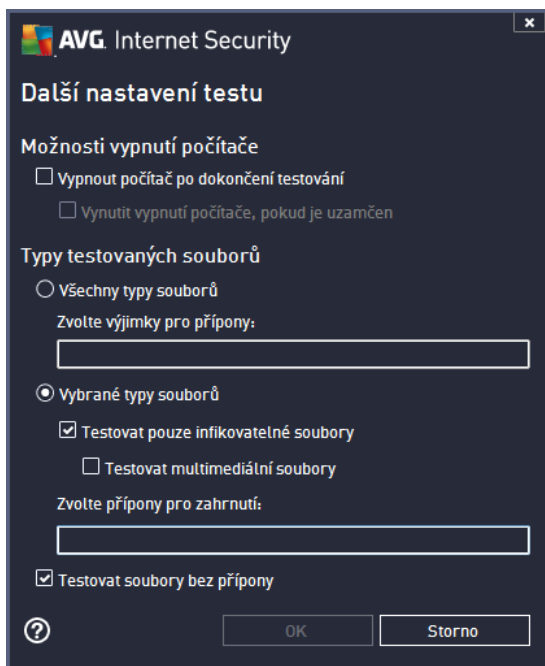 AVG. Internet Security
Další nastavení testu
Možnosti vypnutí počítače
Vypnout počítač po dokončení testování
Vynutit vypnutí počítače, pokud je uzamčen
Typy testovaných souborů
Všechny typy souborů
Zvolte výjimky pro přípony:
Vybrané typy souborů
Testovat pouze infikovatelné soubory
Testovat multimediální soubory
Zvolte přípony pro zahrnutí:
Testovat soubory bez přípony
OK Storno